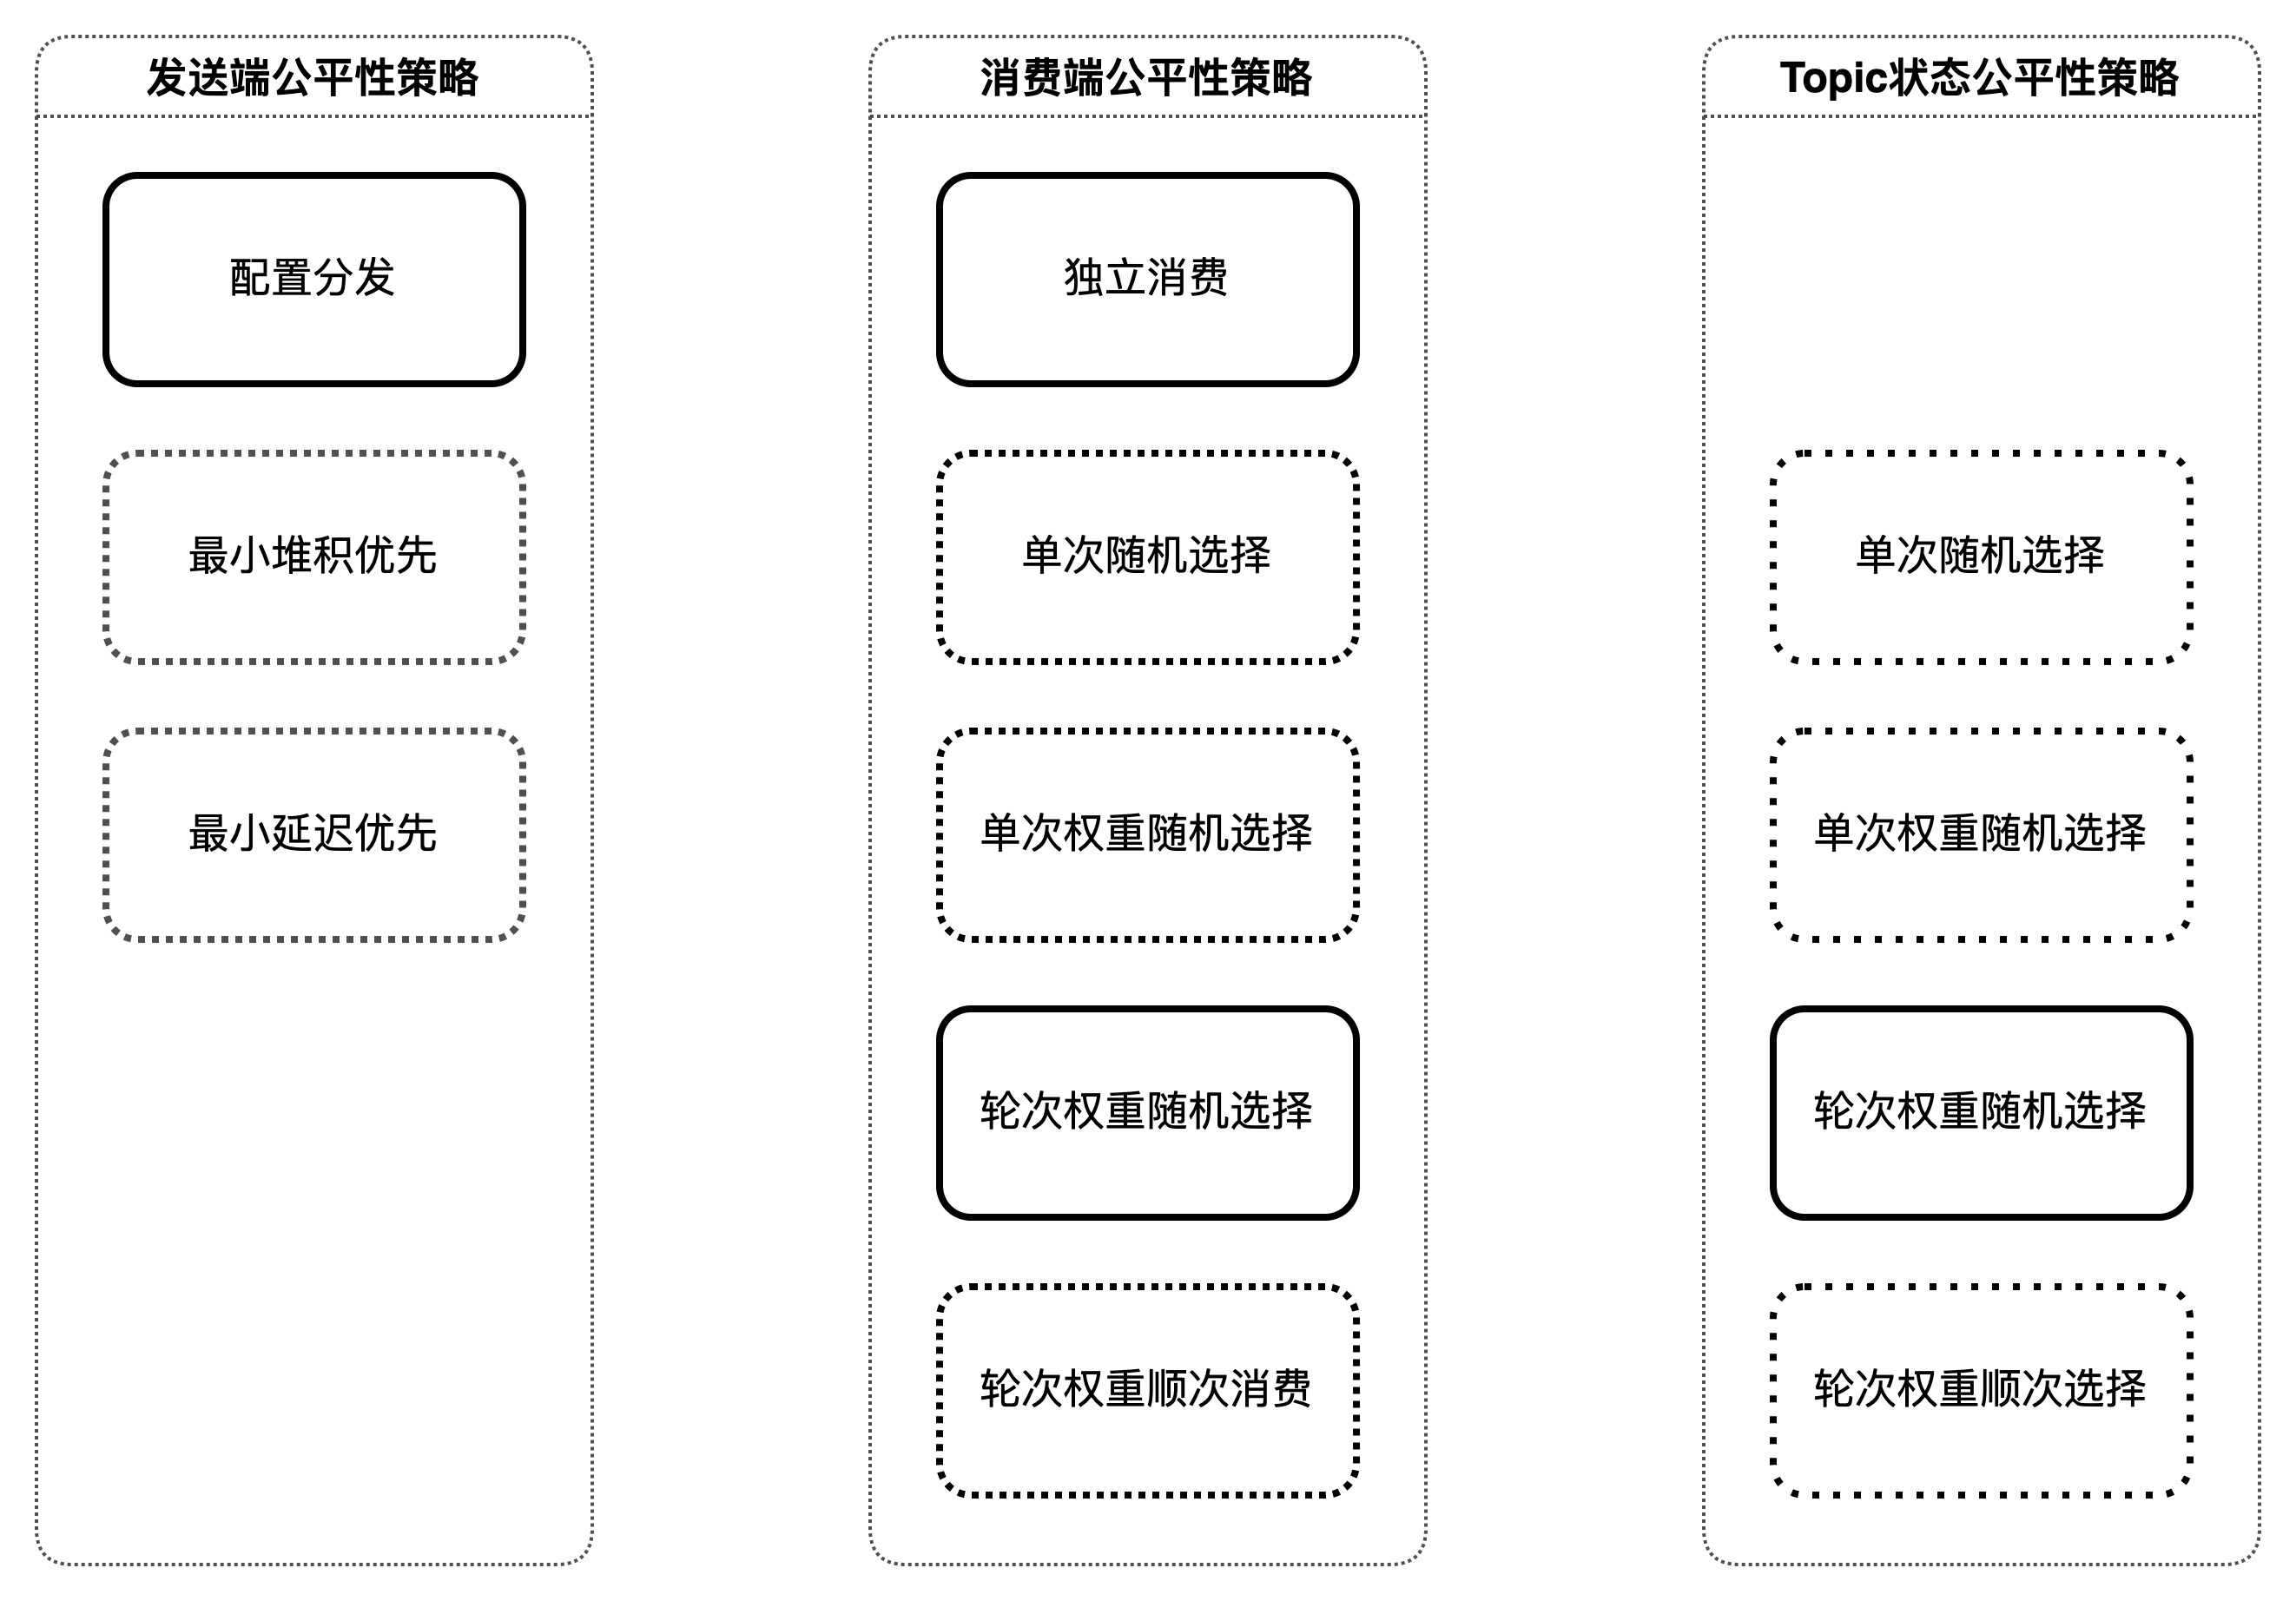 发送端公平性策略
配置分发
最小堆积优先
最小延迟优先
消费端公平性策略
独立消费
单次随机选择
单次权重随机选择
轮次权重随机选择
轮次权重顺次消费
Topic状态公平性策略
单次随机选择
单次权重随机选择
轮次权重随机选择
轮次权重顺次选择